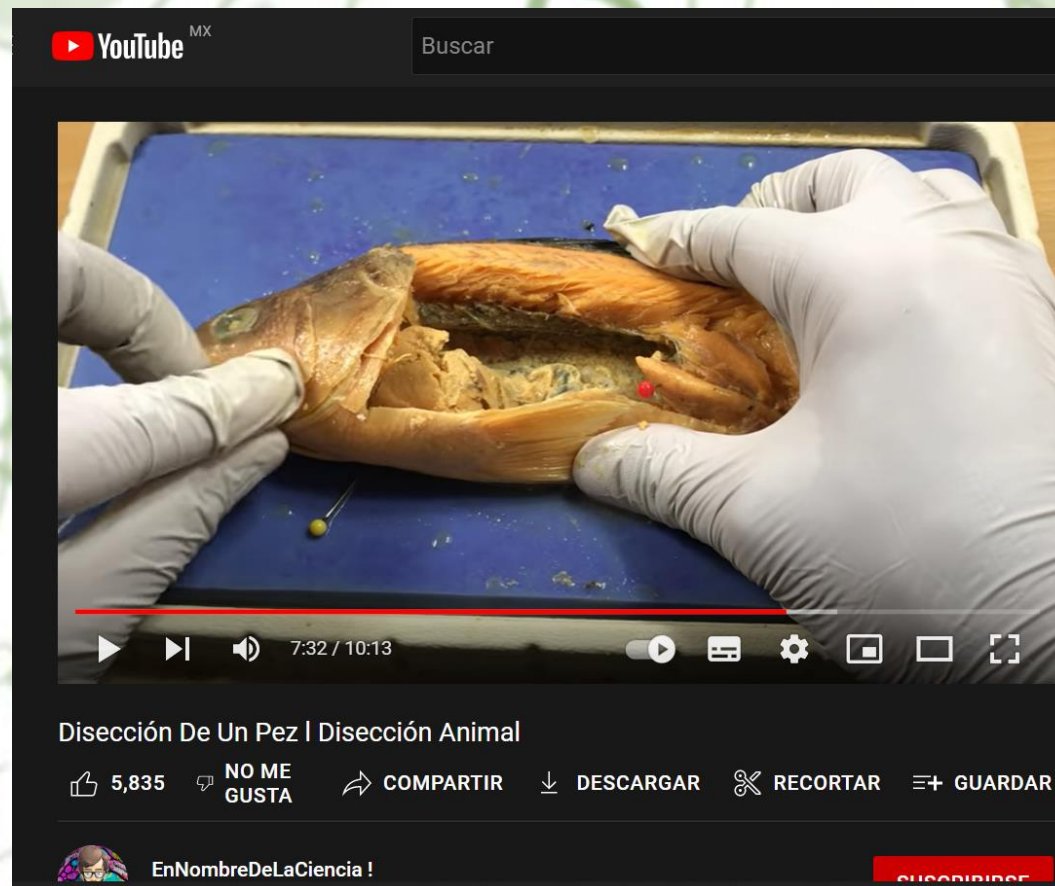 YouTube MX
Buscar
7:32 / 10:13
Disección De Un Pez l Disección Animal
5,835
NO ME
GUSTA
COMPARTIR
DESCARGAR
RECORTAR
GUARDAR
EnNombreDeLaCiencia !
SUSCRIBIRSE